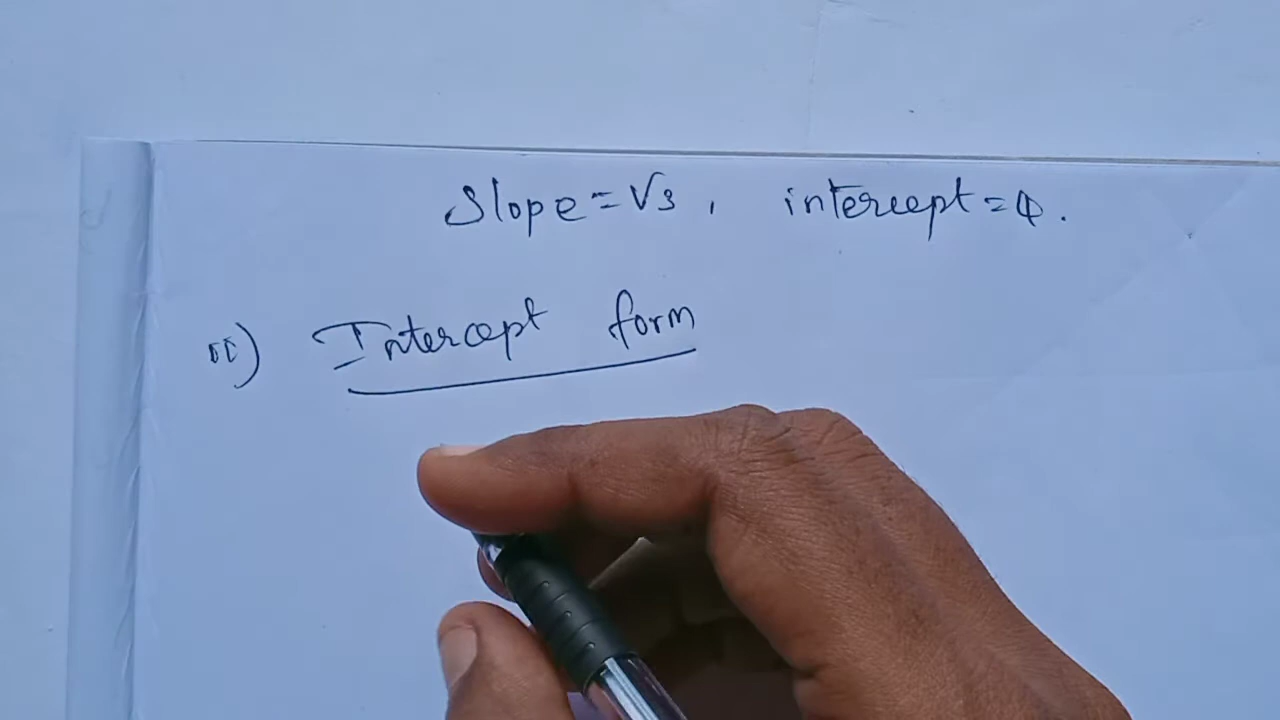 Slope = √3, intercept = 4.
ii) Intercept form